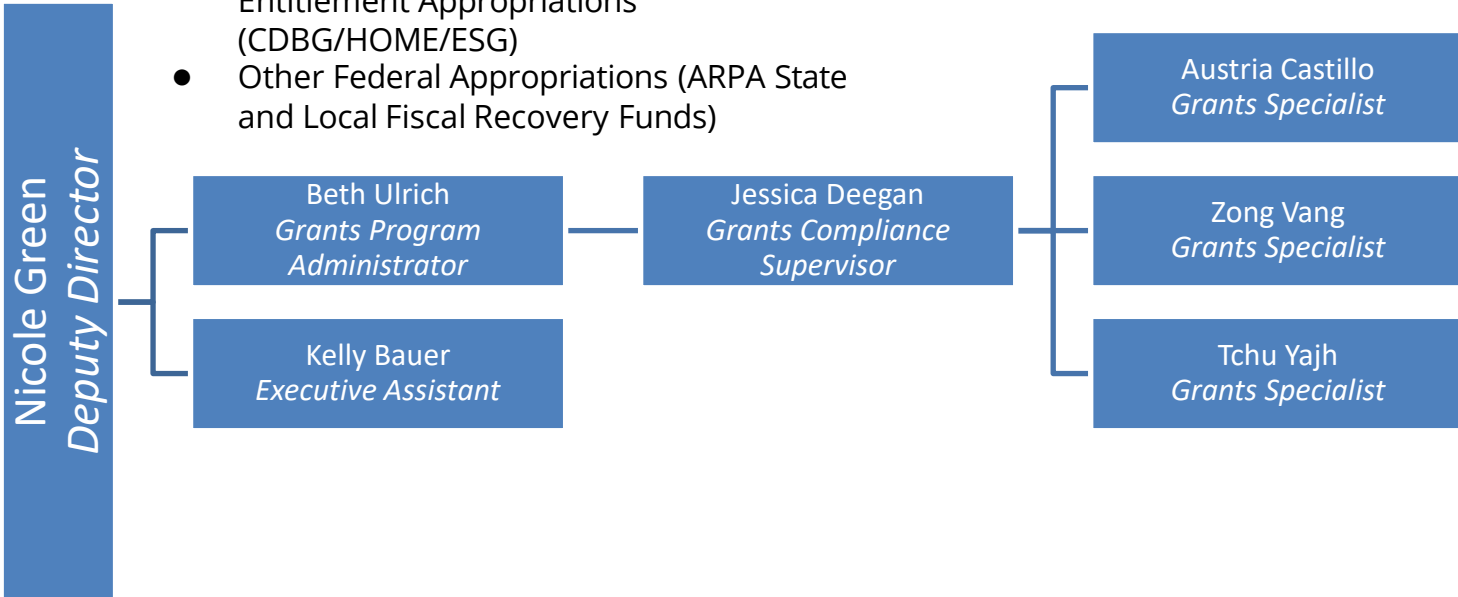 Entitlement Appropriations
(CDBG/HOME/ESG)
● Other Federal Appropriations (ARPA State
and Local Fiscal Recovery Funds)
Nicole Green
Deputy Director
Beth Ulrich
Grants Program
Administrator
Kelly Bauer
Executive Assistant
Jessica Deegan
Grants Compliance
Supervisor
Austria Castillo
Grants Specialist
Zong Vang
Grants Specialist
Tchu Yajh
Grants Specialist